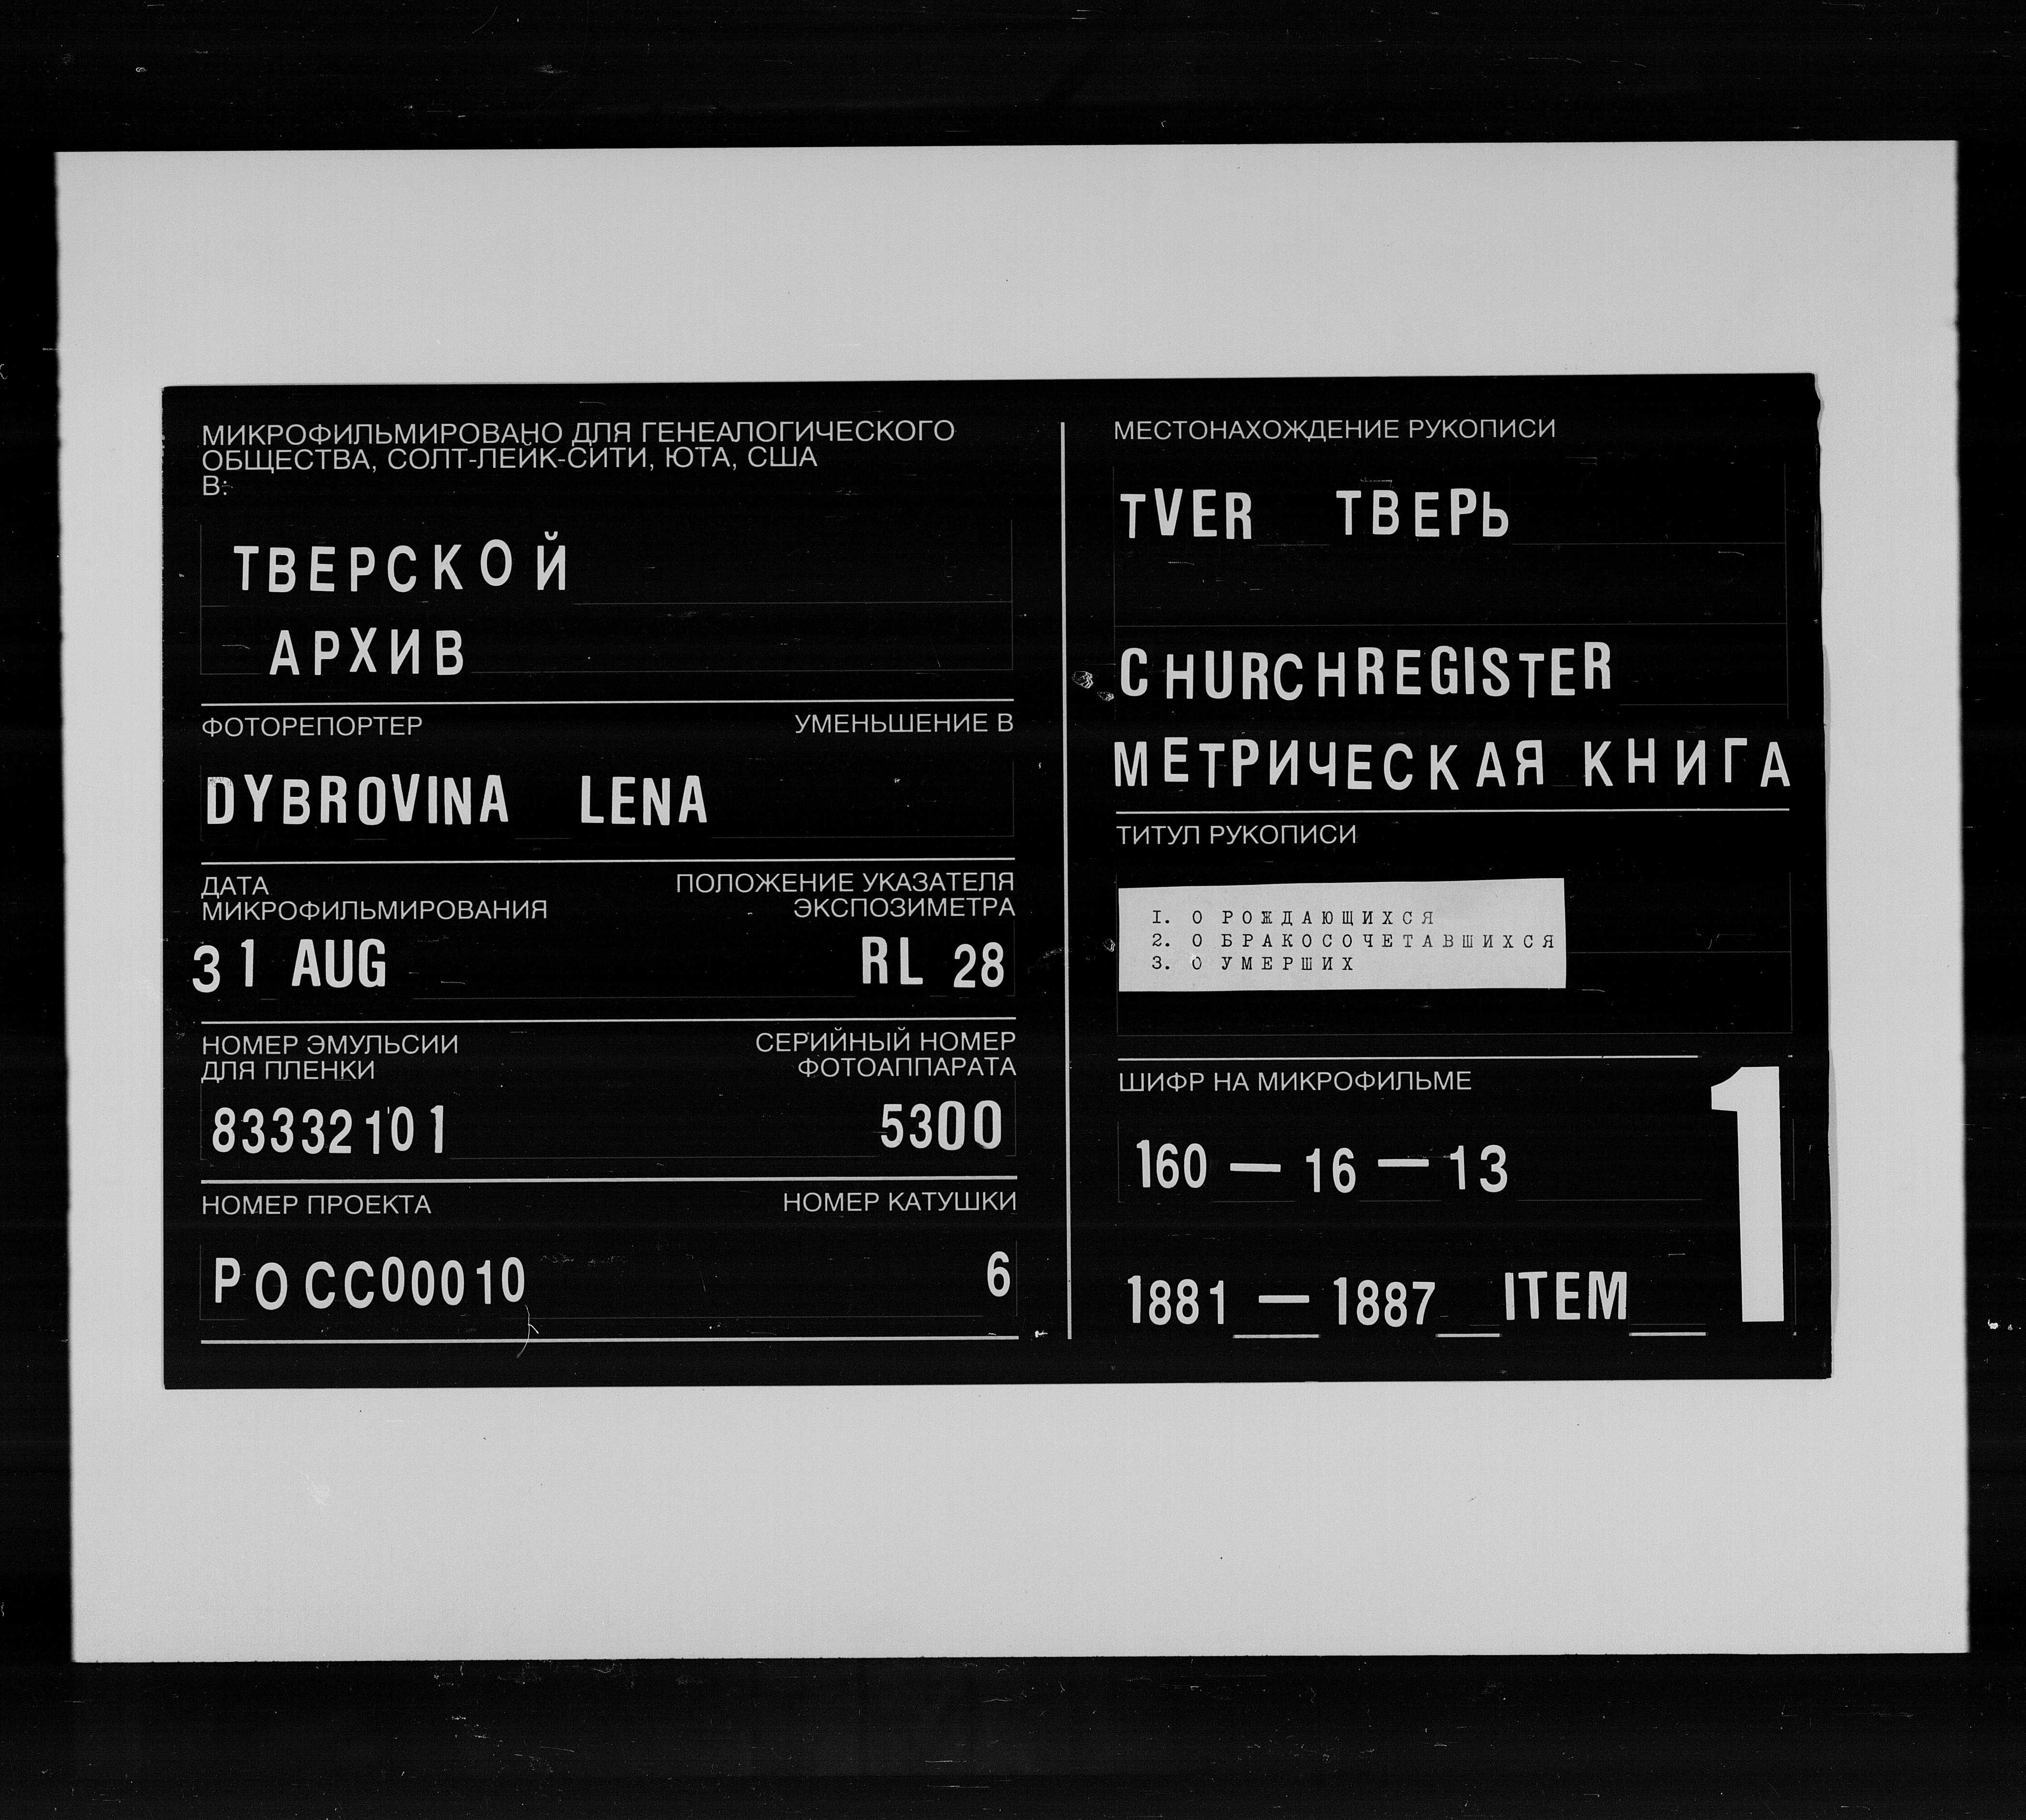 МИКРОФИЛЬМИРОВАНО ДЛЯ ГЕНЕАЛОГИЧЕСКОГО
ОБЩЕСТВА, СОЛТ-ЛЕЙК-СИТИ, ЮТА, США
В:
ТВЕРСКОЙ
АРХИВ
ФОТОРЕПОРТЕР УМЕНЬШЕНИЕ В
DYBROVINA LENA
ДАТА
МИКРОФИЛЬМИРОВАНИЯ
ПОЛОЖЕНИЕ УКАЗАТЕЛЯ
ЭКСПОЗИМЕТРА
31 AUG RL 28
НОМЕР ЭМУЛЬСИИ
ДЛЯ ПЛЕНКИ
СЕРИЙНЫЙ НОМЕР
ФОТОАППАРАТА
83332101 5300
НОМЕР ПРОЕКТА НОМЕР КАТУШКИ
РОСС00010 6
МЕСТОНАХОЖДЕНИЕ РУКОПИСИ
TVER ТВЕРЬ
CHURCHREGISTER
МЕТРИЧЕСКАЯ КНИГА
ТИТУЛ РУКОПИСИ
I. О РОЖДАЮЩИХСЯ
2. О БРАКОСОЧЕТАВШИХСЯ
3. О УМЕРШИХ
ШИФР НА МИКРОФИЛЬМЕ
160 — 16 — 13
1881 — 1887 ITEM 1